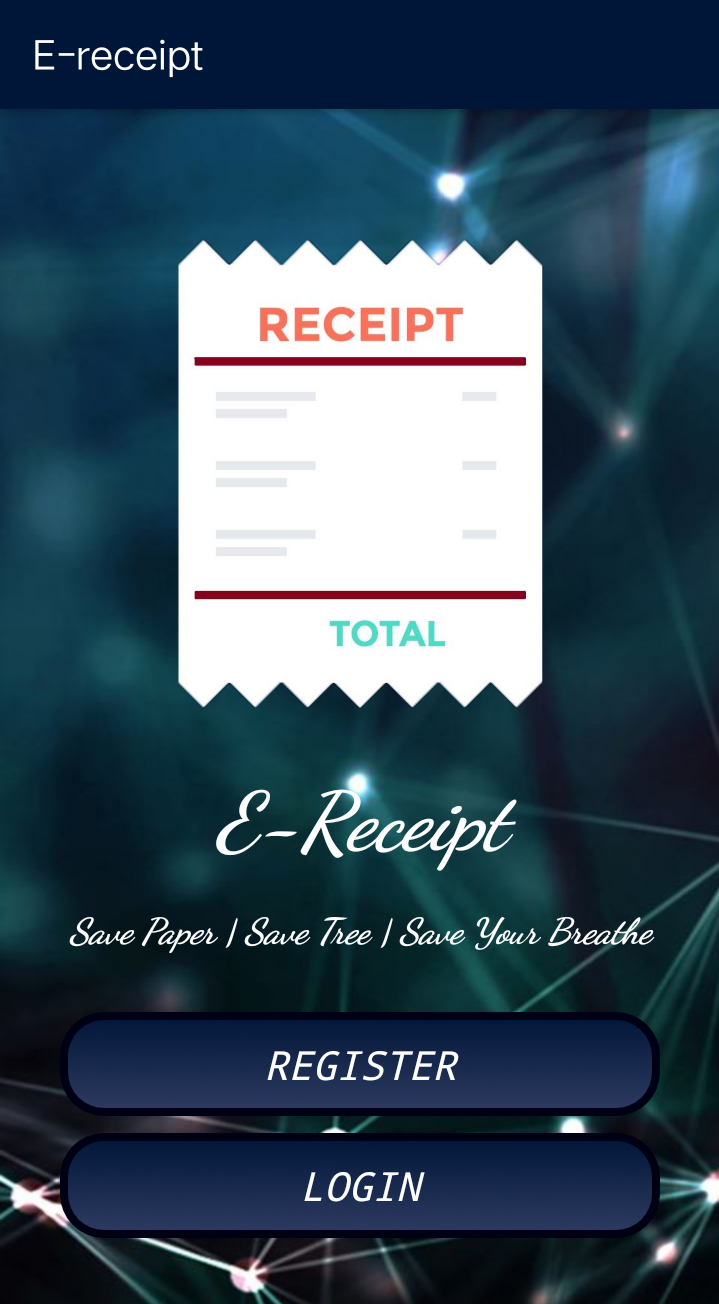 E-receipt
RECEIPT
TOTAL
E-Receipt
Save Paper | Save Tree | Save Your Breathe
REGISTER
LOGIN